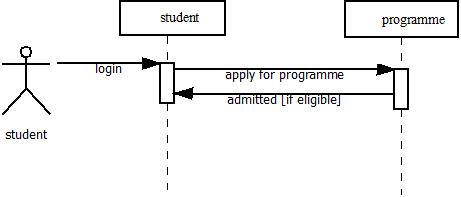 student
programme
login
apply for programme
admitted [if eligible]
student